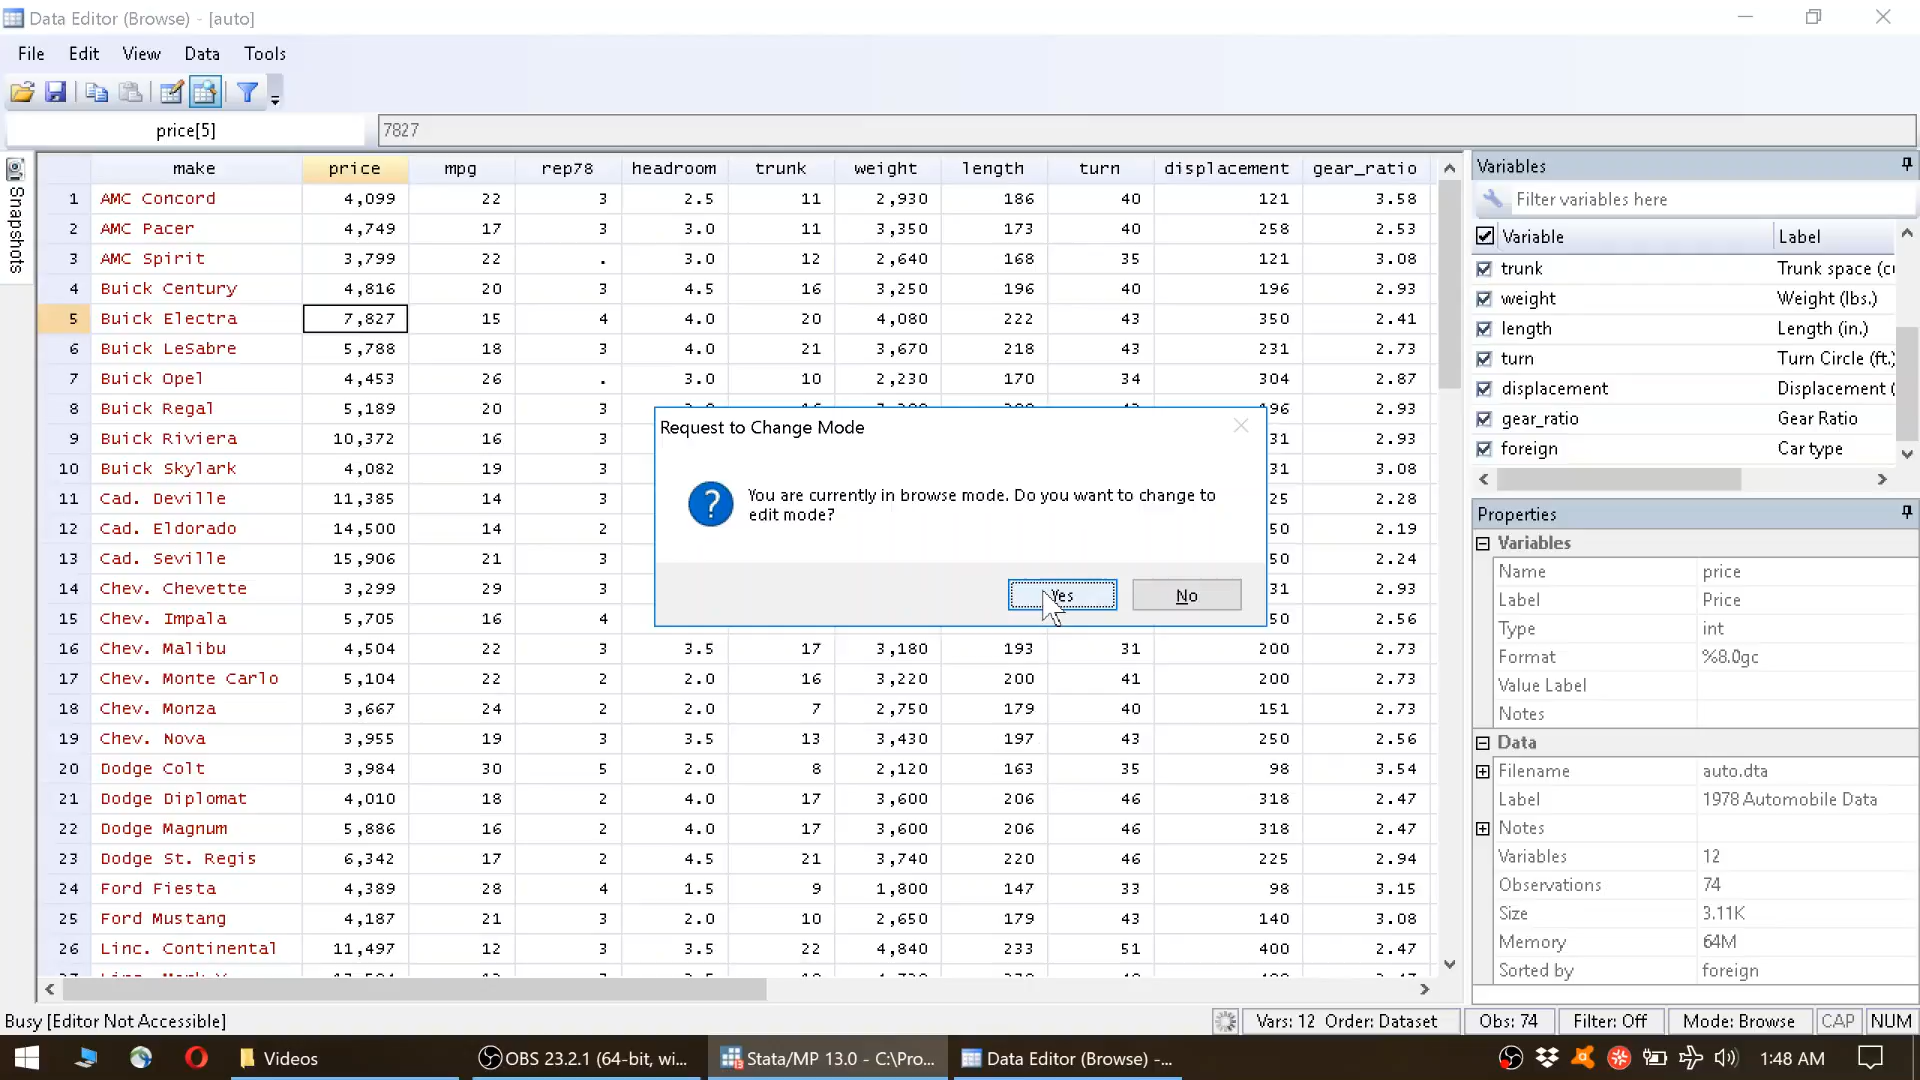 Data Editor (Browse) - [auto]
File Edit View Data Tools
price[5] 7827
Snapshots
make price mpg rep78 headroom trunk weight length turn displacement gear_ratio
1 AMC Concord 4,099 22 3 2.5 11 2,930 186 40 121 3.58
2 AMC Pacer 4,749 17 3 3.0 11 3,350 173 40 258 2.53
3 AMC Spirit 3,799 22 . 3.0 12 2,640 168 35 121 3.08
4 Buick Century 4,816 20 3 4.5 16 3,250 196 40 196 2.93
5 Buick Electra 7,827 15 4 4.0 20 4,080 222 43 350 2.41
6 Buick LeSabre 5,788 18 3 4.0 21 3,670 218 43 231 2.73
7 Buick Opel 4,453 26 . 3.0 10 2,230 170 34 304 2.87
8 Buick Regal 5,189 20 3 96 2.93
9 Buick Riviera 10,372 16 3 31 2.93
10 Buick Skylark 4,082 19 3 31 3.08
11 Cad. Deville 11,385 14 3 25 2.28
12 Cad. Eldorado 14,500 14 2 50 2.19
13 Cad. Seville 15,906 21 3 50 2.24
14 Chev. Chevette 3,299 29 3 31 2.93
15 Chev. Impala 5,705 16 4 50 2.56
16 Chev. Malibu 4,504 22 3 3.5 17 3,180 193 31 200 2.73
17 Chev. Monte Carlo 5,104 22 2 2.0 16 3,220 200 41 200 2.73
18 Chev. Monza 3,667 24 2 2.0 7 2,750 179 40 151 2.73
19 Chev. Nova 3,955 19 3 3.5 13 3,430 197 43 250 2.56
20 Dodge Colt 3,984 30 5 2.0 8 2,120 163 35 98 3.54
21 Dodge Diplomat 4,010 18 2 4.0 17 3,600 206 46 318 2.47
22 Dodge Magnum 5,886 16 2 4.0 17 3,600 206 46 318 2.47
23 Dodge St. Regis 6,342 17 2 4.5 21 3,740 220 46 225 2.94
24 Ford Fiesta 4,389 28 4 1.5 9 1,800 147 33 98 3.15
25 Ford Mustang 4,187 21 3 2.0 10 2,650 179 43 140 3.08
26 Linc. Continental 11,497 12 3 3.5 22 4,840 233 51 400 2.47
Request to Change Mode
You are currently in browse mode. Do you want to change to
edit mode?
Yes No
Variables
Filter variables here
Variable Label
trunk Trunk space (cu
weight Weight (lbs.)
length Length (in.)
turn Turn Circle (ft.)
displacement Displacement (
gear_ratio Gear Ratio
foreign Car type
Properties
Variables
Name price
Label Price
Type int
Format %8.0gc
Value Label
Notes
Data
Filename auto.dta
Label 1978 Automobile Data
Notes
Variables 12
Observations 74
Size 3.11K
Memory 64M
Sorted by foreign
Busy [Editor Not Accessible] Vars: 12 Order: Dataset Obs: 74 Filter: Off Mode: Browse CAP NUM
Videos OBS 23.2.1 (64-bit, wi... Stata/MP 13.0 - C:\Pro... Data Editor (Browse) -... 1:48 AM